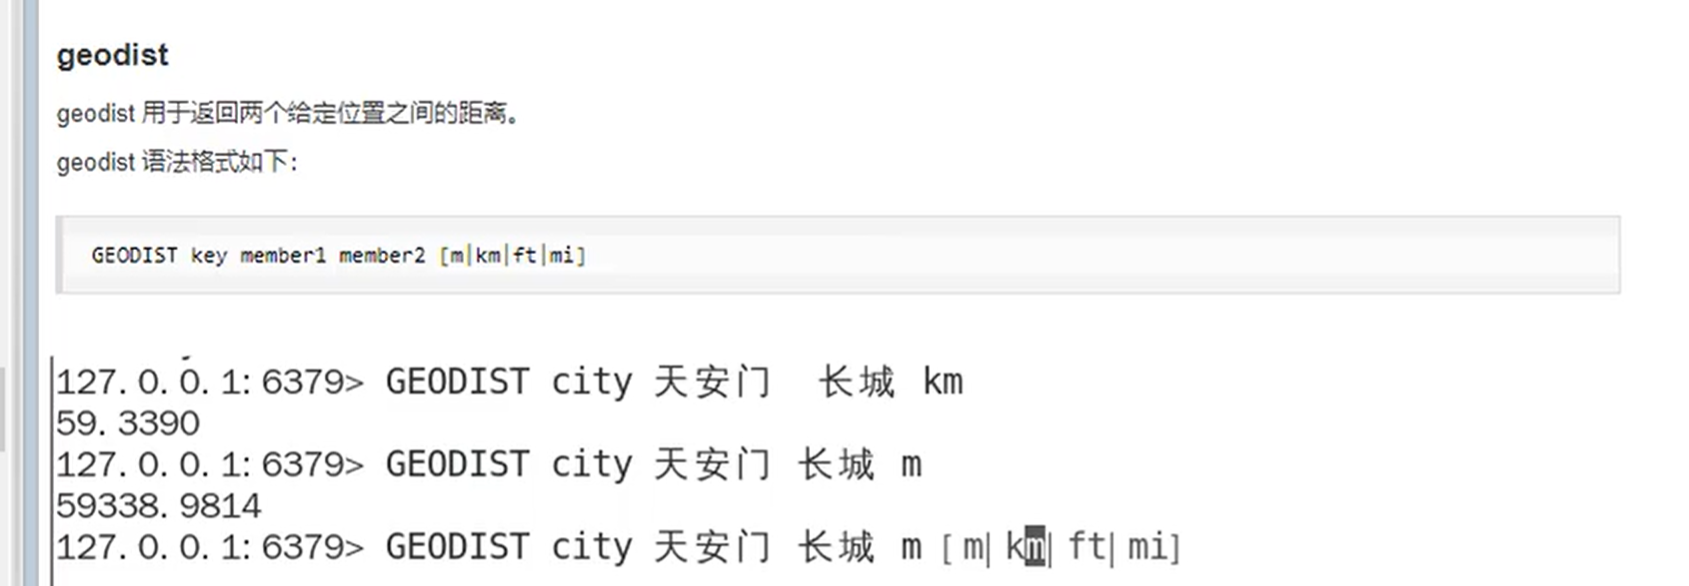 geodist
geodist 用于返回两个给定位置之间的距离。
geodist 语法格式如下：
GEODIST key member1 member2 [m|km|ft|mi]
127.0.0.1:6379> GEODIST city 天安门  长城 km
59.3390
127.0.0.1:6379> GEODIST city 天安门 长城 m
59338.9814
127.0.0.1:6379> GEODIST city 天安门 长城 m [m|km|ft|mi]